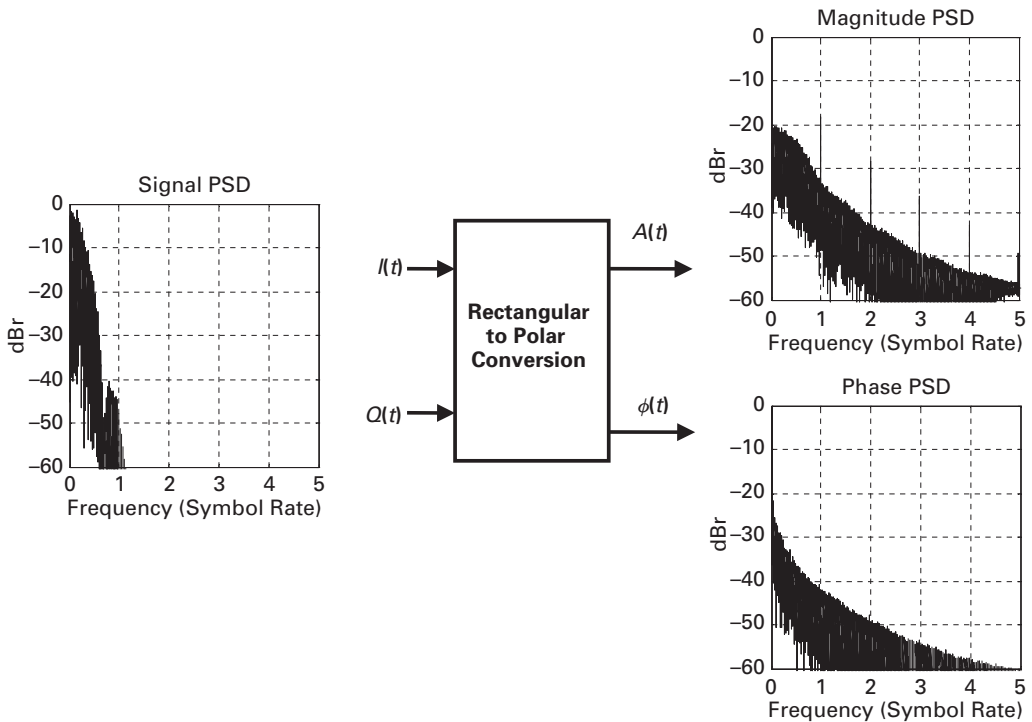 Signal PSD
0
–10
–20
–30
–40
–50
–60
dBr
0 1 2 3 4 5
Frequency (Symbol Rate)
I(t)
Q(t)
Rectangular
to Polar
Conversion
A(t)
ϕ(t)
Magnitude PSD
0
–10
–20
–30
–40
–50
–60
dBr
0 1 2 3 4 5
Frequency (Symbol Rate)
Phase PSD
0
–10
–20
–30
–40
–50
–60
dBr
0 1 2 3 4 5
Frequency (Symbol Rate)